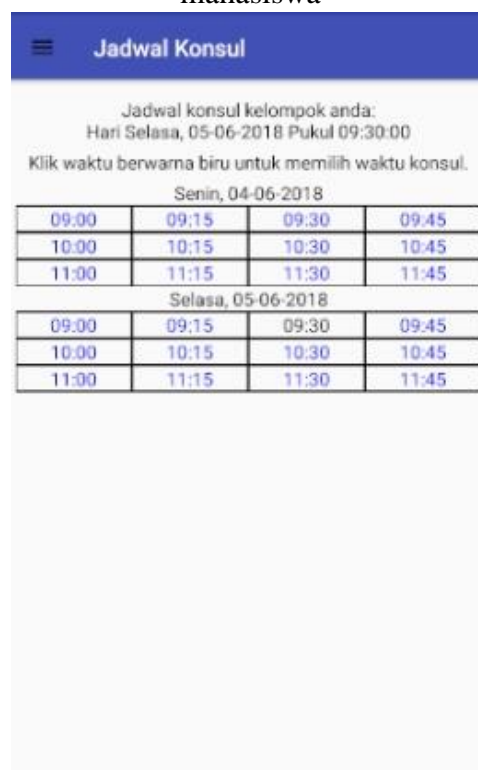 mahasiswa
Jadwal Konsul
Jadwal konsul kelompok anda:
Hari Selasa, 05-06-2018 Pukul 09:30:00
Klik waktu berwarna biru untuk memilih waktu konsul.
Senin, 04-06-2018
09:00 09:15 09:30 09:45
10:00 10:15 10:30 10:45
11:00 11:15 11:30 11:45
Selasa, 05-06-2018
09:00 09:15 09:30 09:45
10:00 10:15 10:30 10:45
11:00 11:15 11:30 11:45